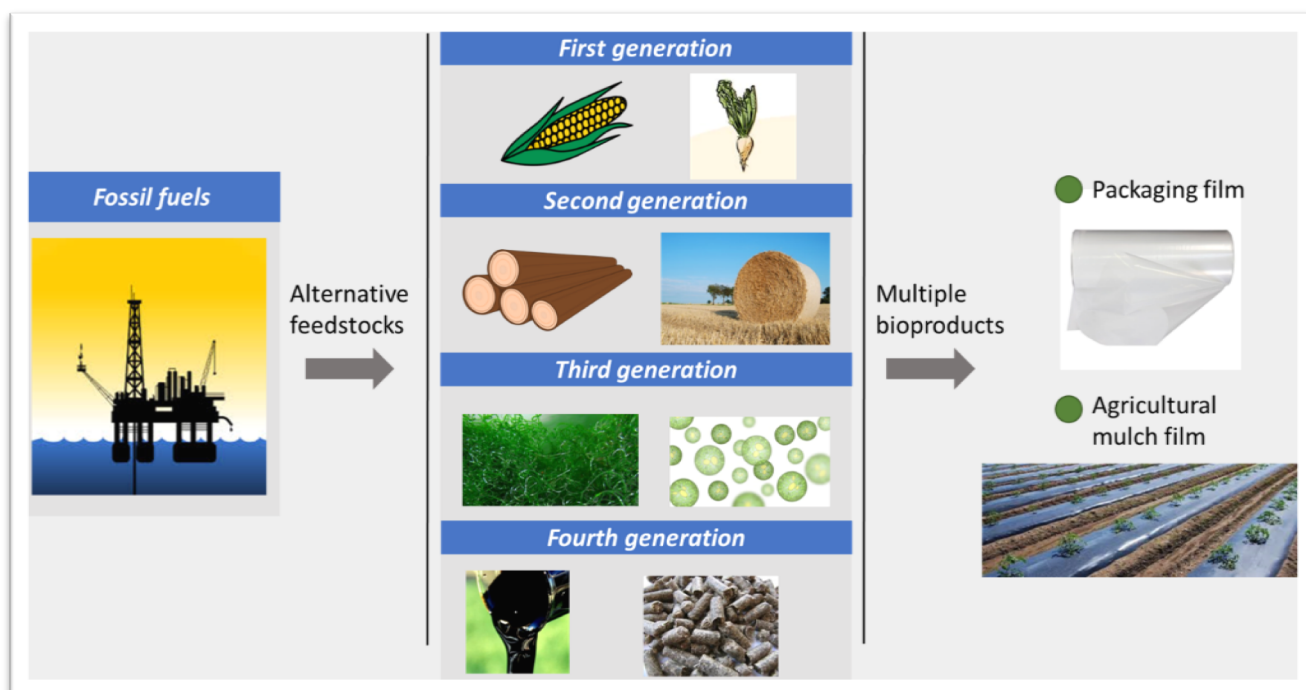 First generation
Fossil fuels
Second generation
Alternative
feedstocks
Third generation
Fourth generation
Multiple
bioproducts
Packaging film
Agricultural
mulch film